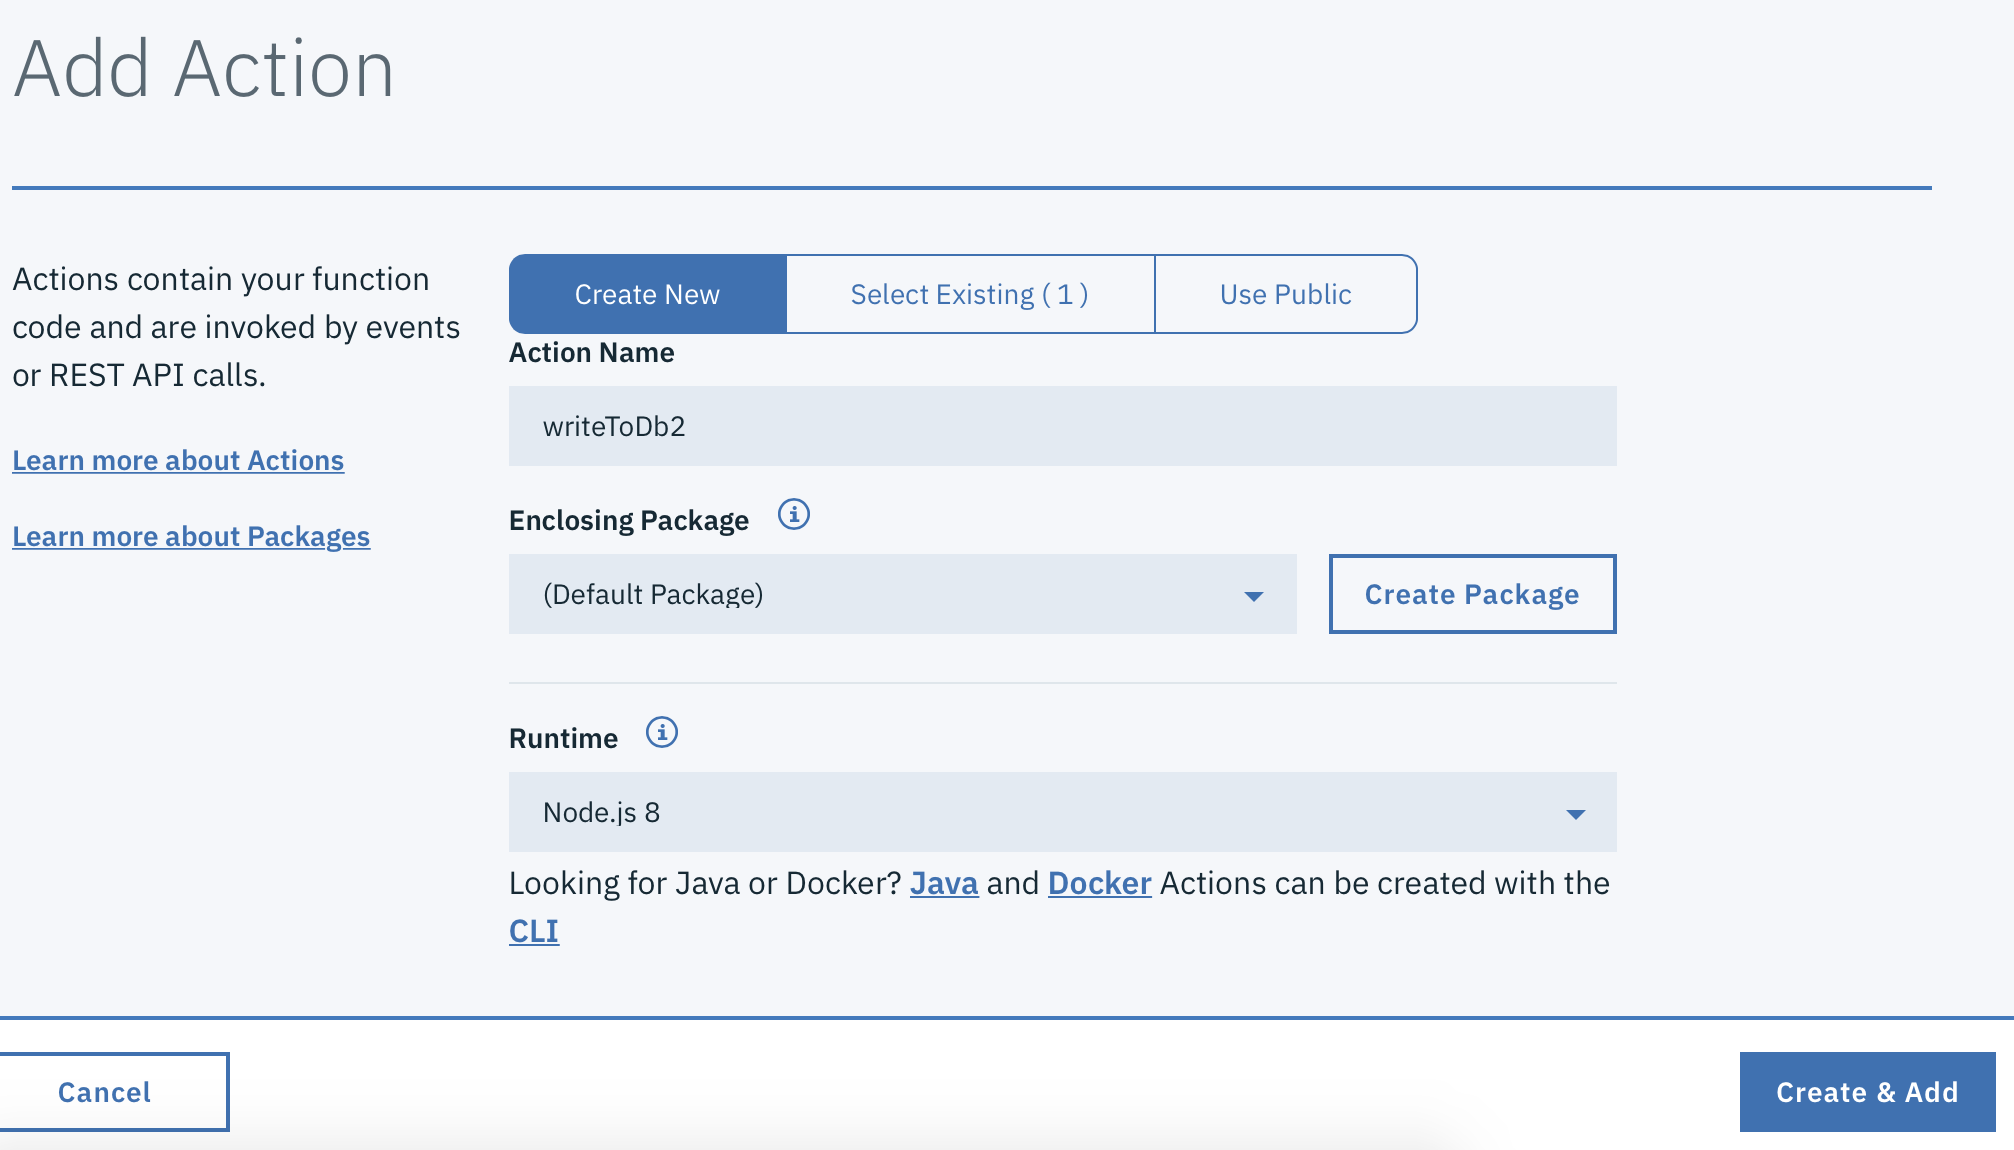 Add Action
Actions contain your function
code and are invoked by events
or REST API calls.
Learn more about Actions
Learn more about Packages
Create New
Select Existing ( 1 )
Use Public
Action Name
writeToDb2
Enclosing Package
(Default Package)
Create Package
Runtime
Node.js 8
Looking for Java or Docker? Java and Docker Actions can be created with the
CLI
Cancel
Create & Add